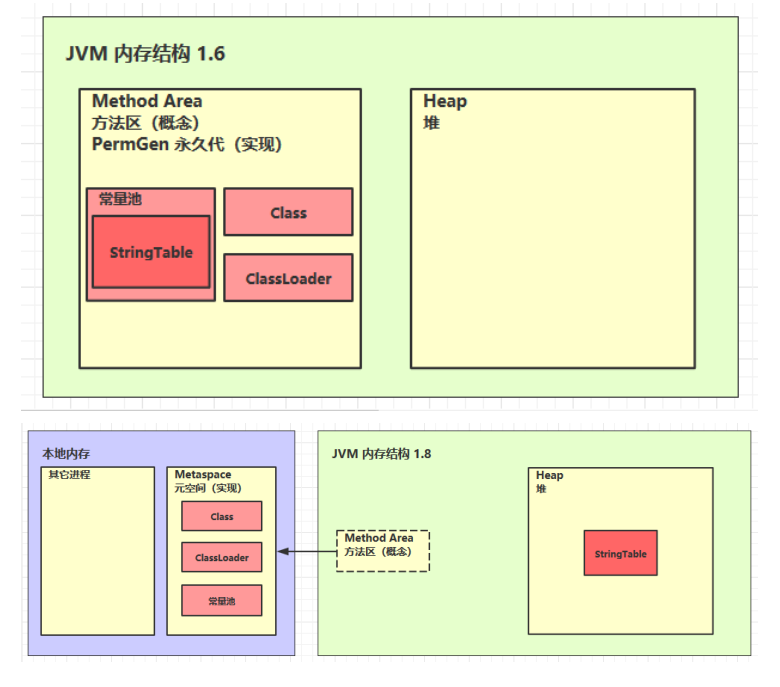 JVM 内存结构 1.6
Method Area
方法区（概念）
PermGen 永久代（实现）
常量池
StringTable
Class
ClassLoader
Heap
堆
本地内存
其它进程
Metaspace
元空间（实现）
Class
ClassLoader
常量池
JVM 内存结构 1.8
Method Area
方法区（概念）
Heap
堆
StringTable